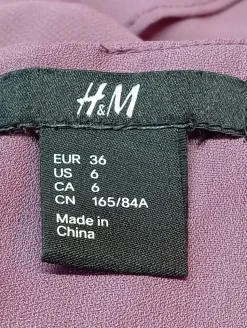 H&M
EUR 36
US 6
CA 6
CN 165/84A
Made in
China